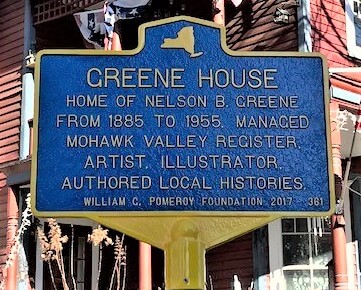 GREENE HOUSE
HOME OF NELSON B. GREENE
FROM 1885 TO 1955. MANAGED
MOHAWK VALLEY REGISTER.
ARTIST, ILLUSTRATOR,
AUTHORED LOCAL HISTORIES.
WILLIAM C. POMEROY FOUNDATION 2017 381